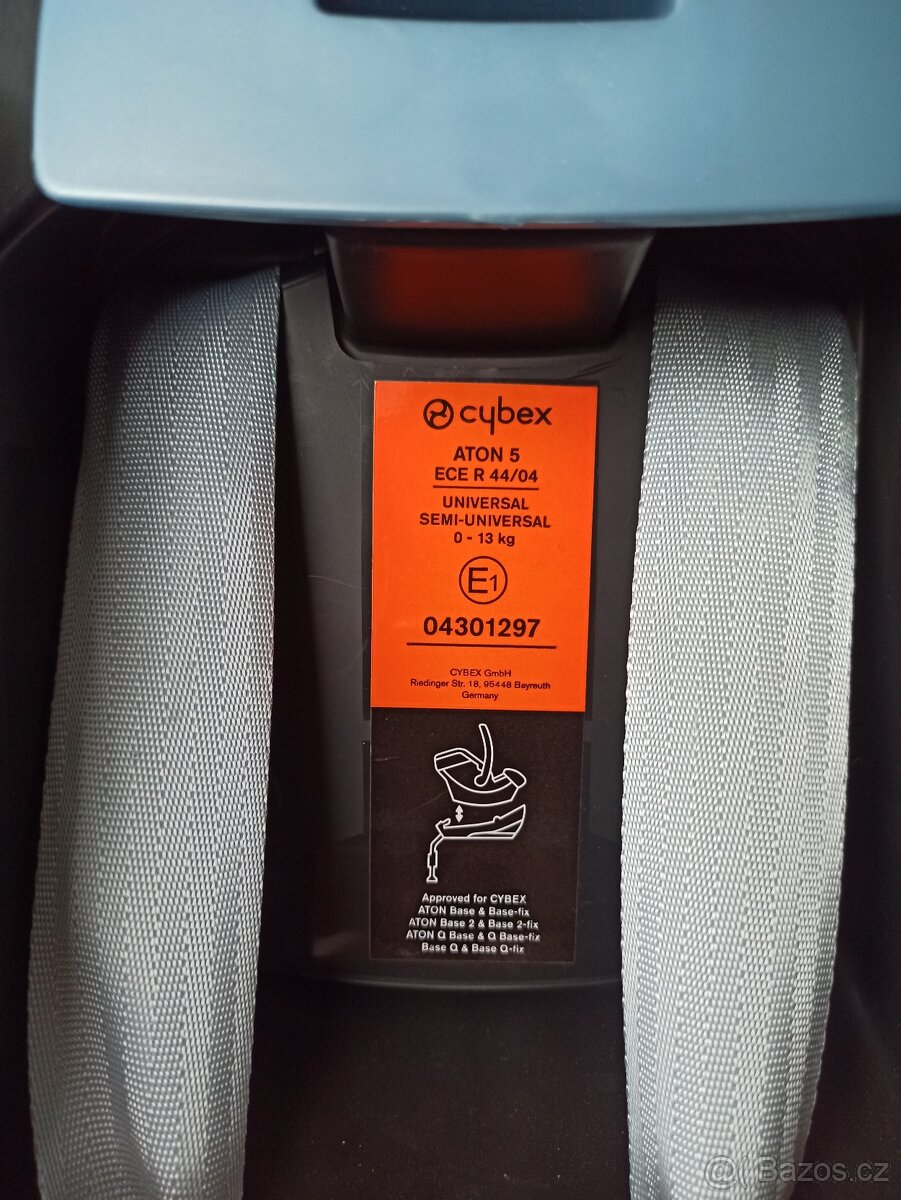 cybex
ATON 5
ECE R 44/04
UNIVERSAL
SEMI-UNIVERSAL
0 - 13 kg
E1
04301297
CYBEX GmbH
Riedinger Str. 18, 95448 Bayreuth
Germany
Approved for CYBEX
ATON Base & Base-fix
ATON Base 2 & Base 2-fix
ATON Q Base & Q Base-fix
Base Q & Base Q-fix
@ Bazos.cz